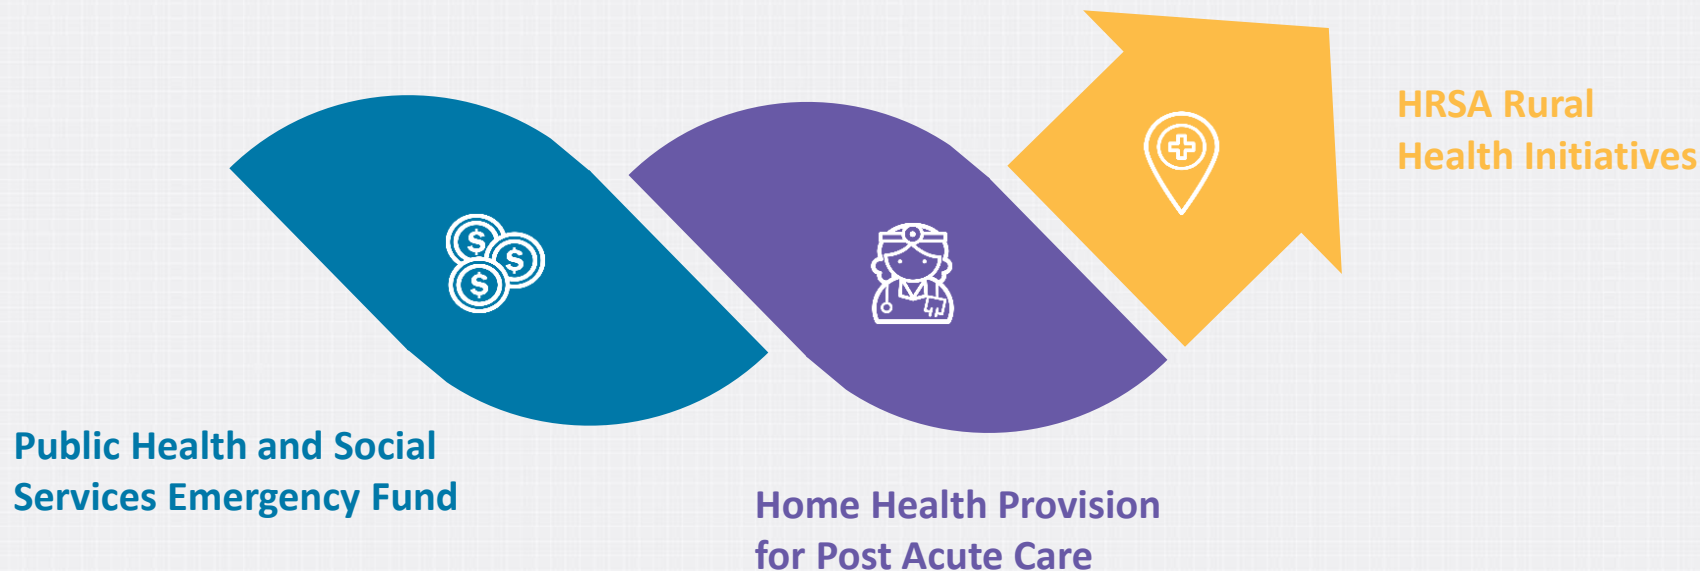 HRSA Rural
Health Initiatives
Public Health and Social
Services Emergency Fund
Home Health Provision
for Post Acute Care
$
$
$